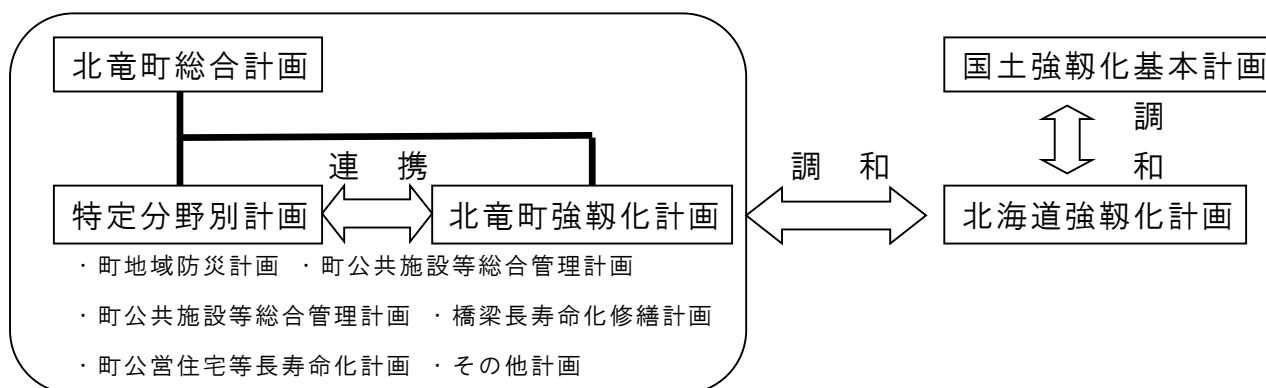 北竜町総合計画
国土強靱化基本計画
調和
連携
調和
特定分野別計画
北竜町強靱化計画
北海道強靱化計画
・町地域防災計画 ・町公共施設等総合管理計画
・町公共施設等総合管理計画 ・橋梁長寿命化修繕計画
・町公営住宅等長寿命化計画 ・その他計画